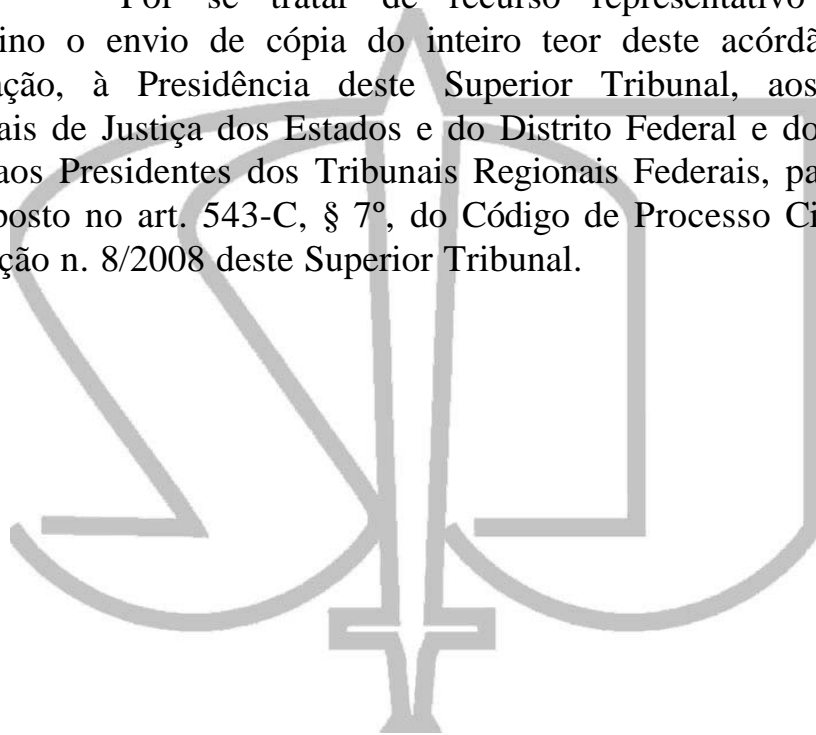 Por se tratar de recurso representativo
ino o envio de cópia do inteiro teor deste acórdã
ção, à Presidência deste Superior Tribunal, aos
ais de Justiça dos Estados e do Distrito Federal e do
aos Presidentes dos Tribunais Regionais Federais, pa
posto no art. 543-C, § 7º, do Código de Processo Ci
ção n. 8/2008 deste Superior Tribunal.